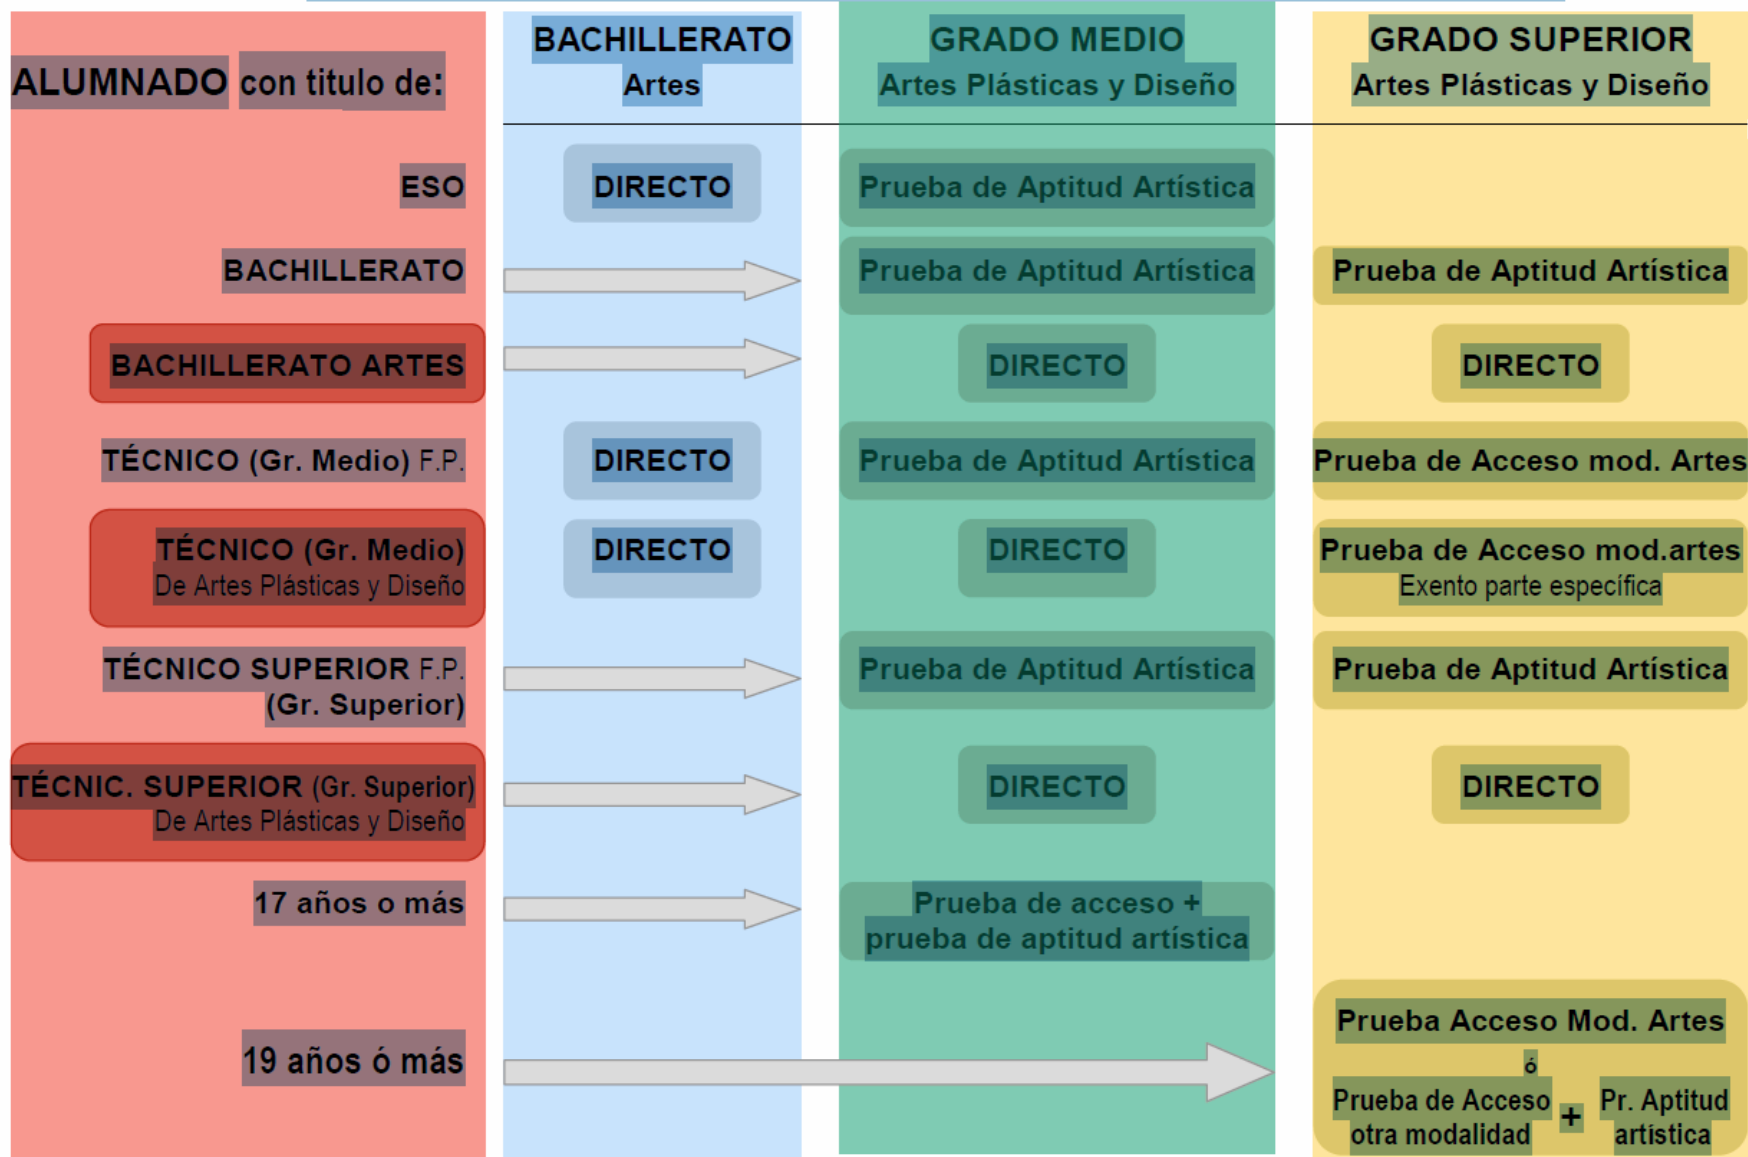 ALUMNADO con titulo de:
BACHILLERATO
Artes
GRADO MEDIO
Artes Plásticas y Diseño
GRADO SUPERIOR
Artes Plásticas y Diseño
ESO
DIRECTO
Prueba de Aptitud Artística
BACHILLERATO
Prueba de Aptitud Artística
Prueba de Aptitud Artística
BACHILLERATO ARTES
DIRECTO
DIRECTO
TÉCNICO (Gr. Medio) F.P.
DIRECTO
Prueba de Aptitud Artística
Prueba de Acceso mod. Artes
TÉCNICO (Gr. Medio)
De Artes Plásticas y Diseño
DIRECTO
DIRECTO
Prueba de Acceso mod.artes
Exento parte específica
TÉCNICO SUPERIOR F.P.
(Gr. Superior)
Prueba de Aptitud Artística
Prueba de Aptitud Artística
TÉCNIC. SUPERIOR (Gr. Superior)
De Artes Plásticas y Diseño
DIRECTO
DIRECTO
17 años o más
Prueba de acceso +
prueba de aptitud artística
19 años ó más
Prueba Acceso Mod. Artes
ó
Prueba de Acceso
otra modalidad
+
Pr. Aptitud
artística